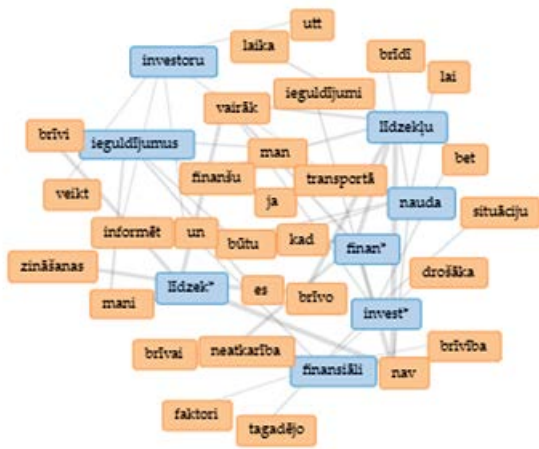 utt
laika
brīdī
investoru
lai
ieguldījumi
vairāk
līdzekļu
brīvi
ieguldījumus
man
bet
finanšu
transportā
veikt
ja
nauda
situāciju
informēt
un
būtu
kad
finan*
zināšanas
drošāka
līdzek*
es
mani
brīvo
invest*
brīvai
neatkarība
brīvība
finansiāli
nav
faktori
tagadējo